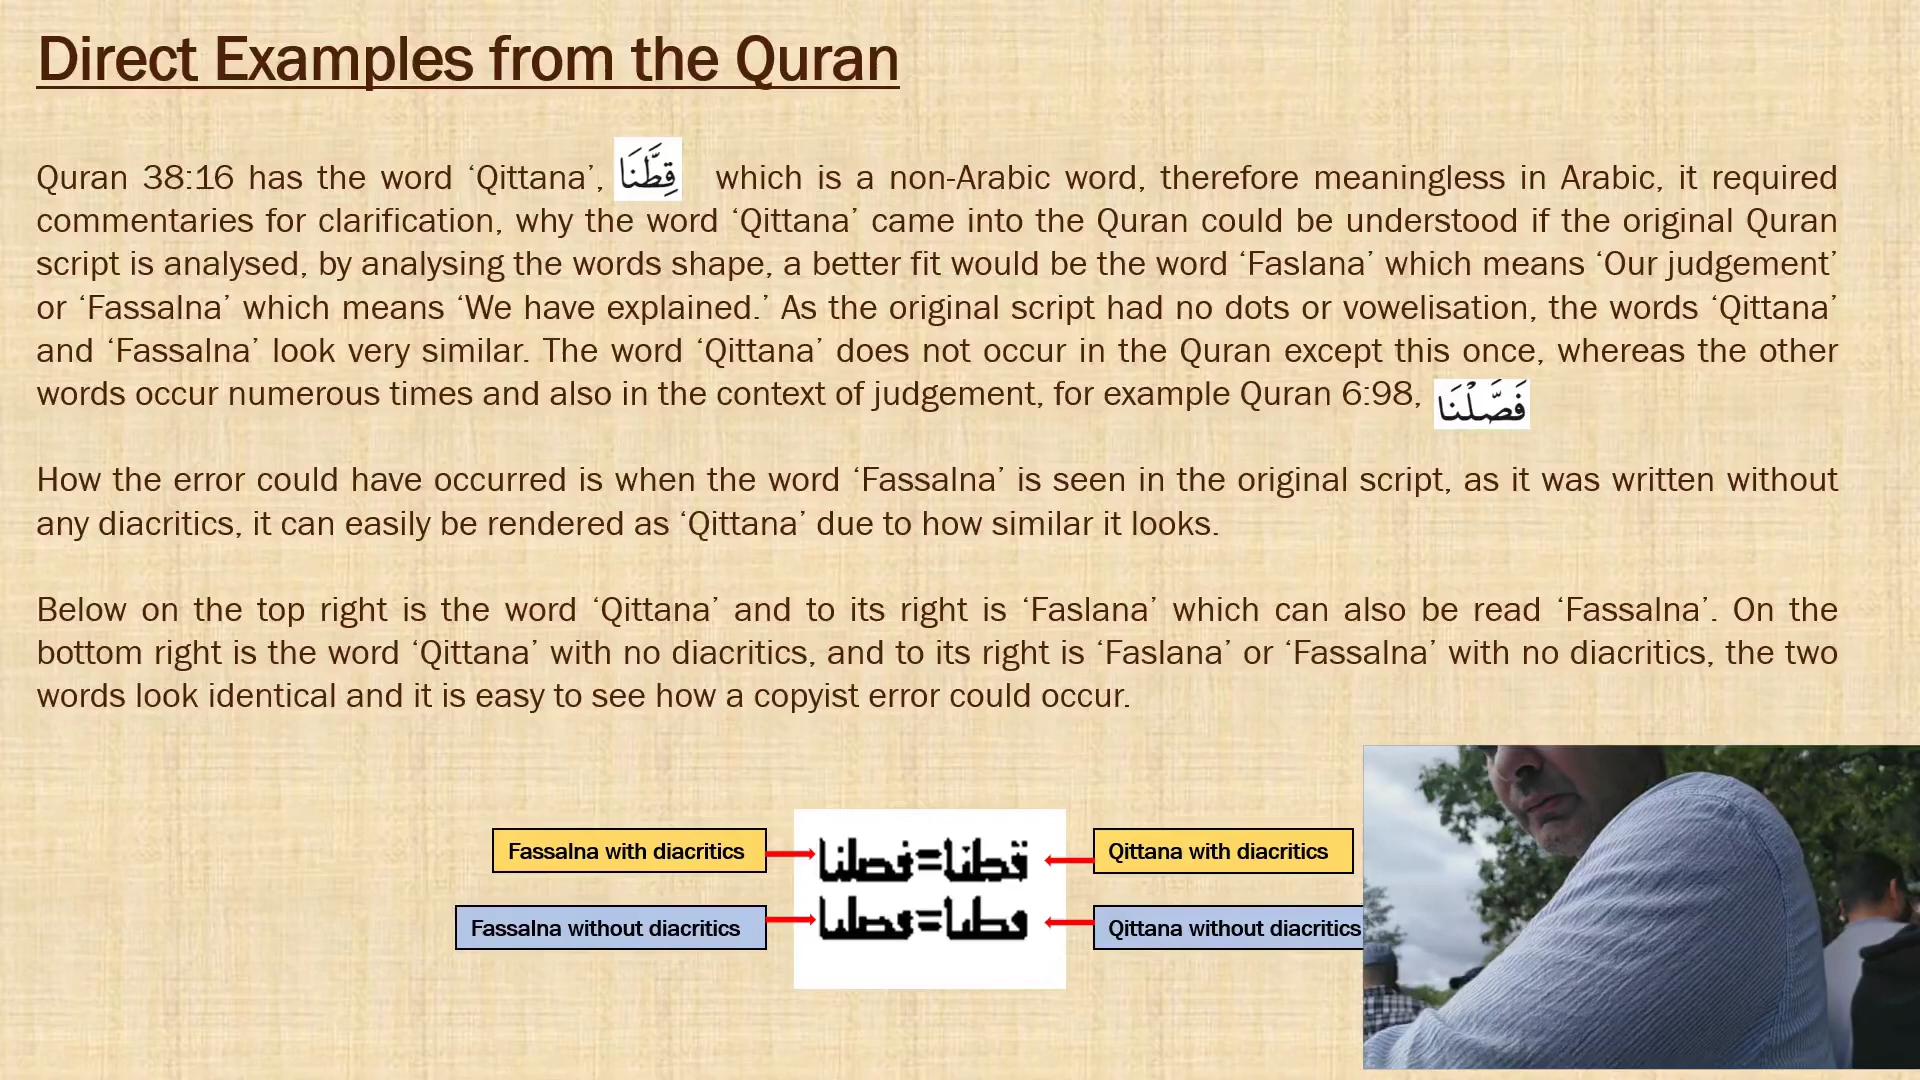 Direct Examples from the Quran
Quran 38:16 has the word ‘Qittana’, قِطَّنَا which is a non-Arabic word, therefore meaningless in Arabic, it required
commentaries for clarification, why the word ‘Qittana’ came into the Quran could be understood if the original Quran
script is analysed, by analysing the words shape, a better fit would be the word ‘Faslana’ which means ‘Our judgement’
or ‘Fassalna’ which means ‘We have explained.’ As the original script had no dots or vowelisation, the words ‘Qittana’
and ‘Fassalna’ look very similar. The word ‘Qittana’ does not occur in the Quran except this once, whereas the other
words occur numerous times and also in the context of judgement, for example Quran 6:98, فَصَّلْنَا
How the error could have occurred is when the word ‘Fassalna’ is seen in the original script, as it was written without
any diacritics, it can easily be rendered as ‘Qittana’ due to how similar it looks.
Below on the top right is the word ‘Qittana’ and to its right is ‘Faslana’ which can also be read ‘Fassalna’. On the
bottom right is the word ‘Qittana’ with no diacritics, and to its right is ‘Faslana’ or ‘Fassalna’ with no diacritics, the two
words look identical and it is easy to see how a copyist error could occur.
Fassalna with diacritics
قطنا=فصلنا
Qittana with diacritics
Fassalna without diacritics
ٯطٮا=ڡصلٮا
Qittana without diacritics